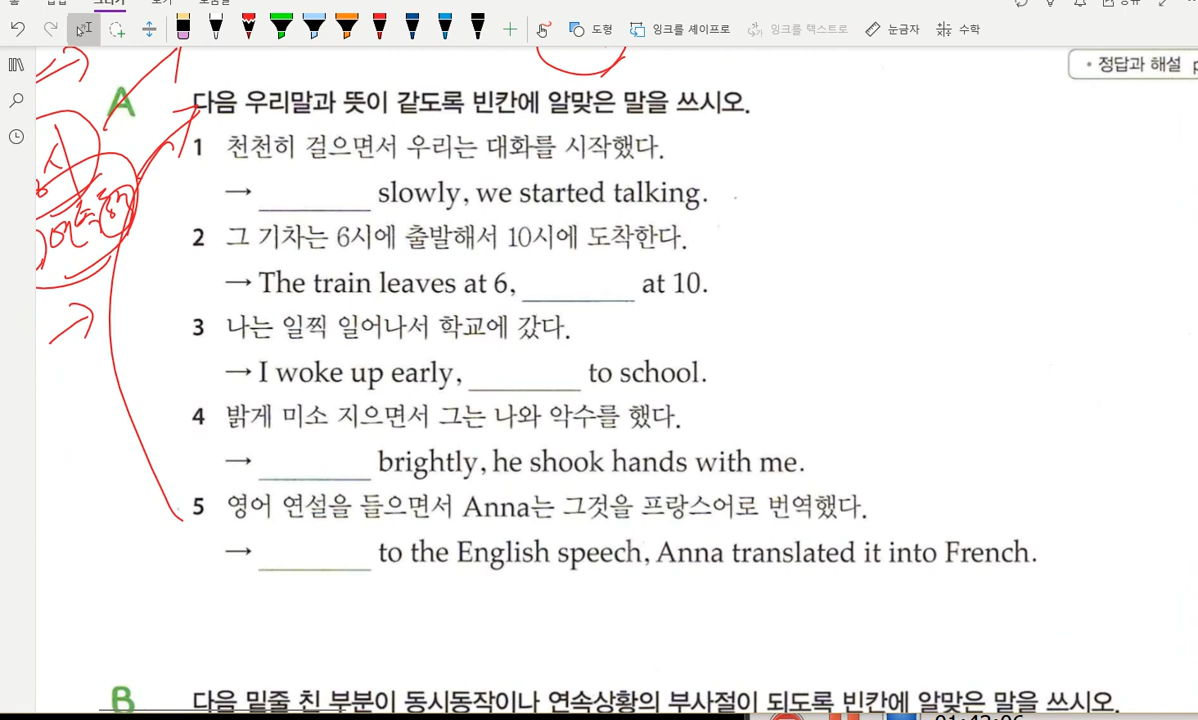 도형
잉크를 셰이프로
잉크를 텍스트로
눈금자
수학
• 정답과 해설
A 다음 우리말과 뜻이 같도록 빈칸에 알맞은 말을 쓰시오.
1 천천히 걸으면서 우리는 대화를 시작했다.
→ ________ slowly, we started talking.
2 그 기차는 6시에 출발해서 10시에 도착한다.
→ The train leaves at 6, ________ at 10.
3 나는 일찍 일어나서 학교에 갔다.
→ I woke up early, ________ to school.
4 밝게 미소 지으면서 그는 나와 악수를 했다.
→ ________ brightly, he shook hands with me.
5 영어 연설을 들으면서 Anna는 그것을 프랑스어로 번역했다.
→ ________ to the English speech, Anna translated it into French.
B 다음 밑줄 친 부분이 동시동작이나 연속상황의 부사절이 되도록 빈칸에 알맞은 말을 쓰시오.